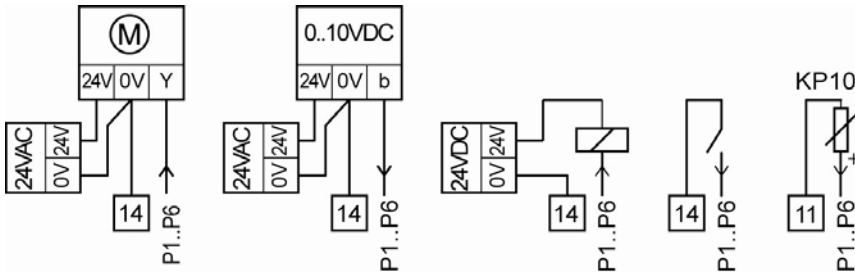 M
24V 0V Y
24VAC
24V
0V
14
P1..P6
0..10VDC
24V 0V b
24VAC
24V
0V
14
P1..P6
24VDC
24V
0V
14
P1..P6
14
P1..P6
KP10
+
11
P1..P6